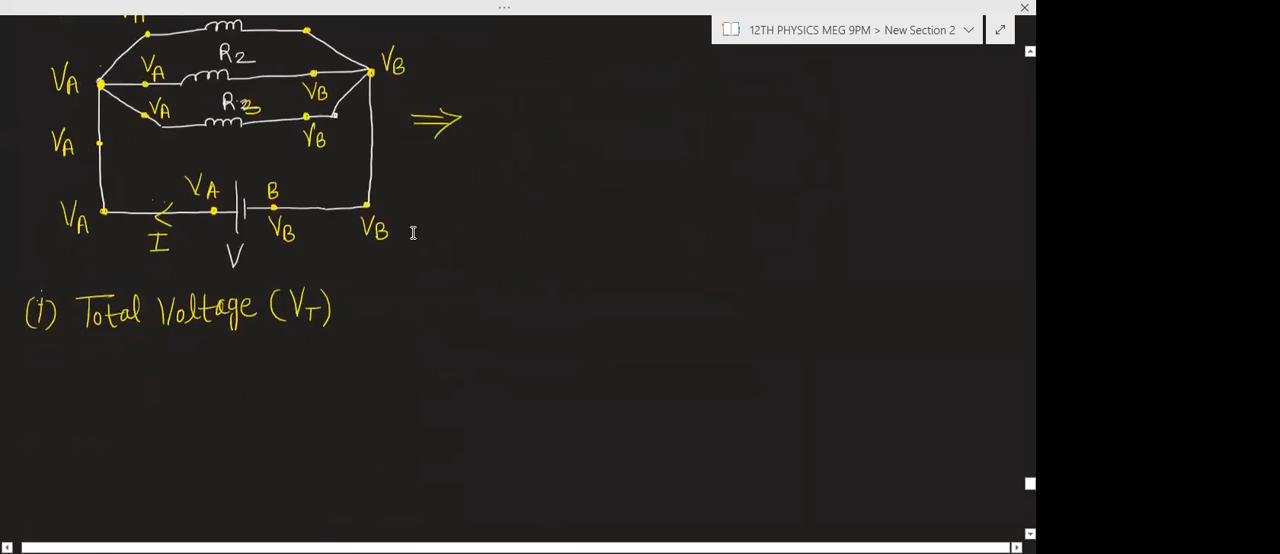 12TH PHYSICS MEG 9PM > New Section 2
R2
VA
VA
VB
VB
VA
R3
VB
VA
VA
B
VA
VB
VB
I
V
(i) Total Voltage (VT)